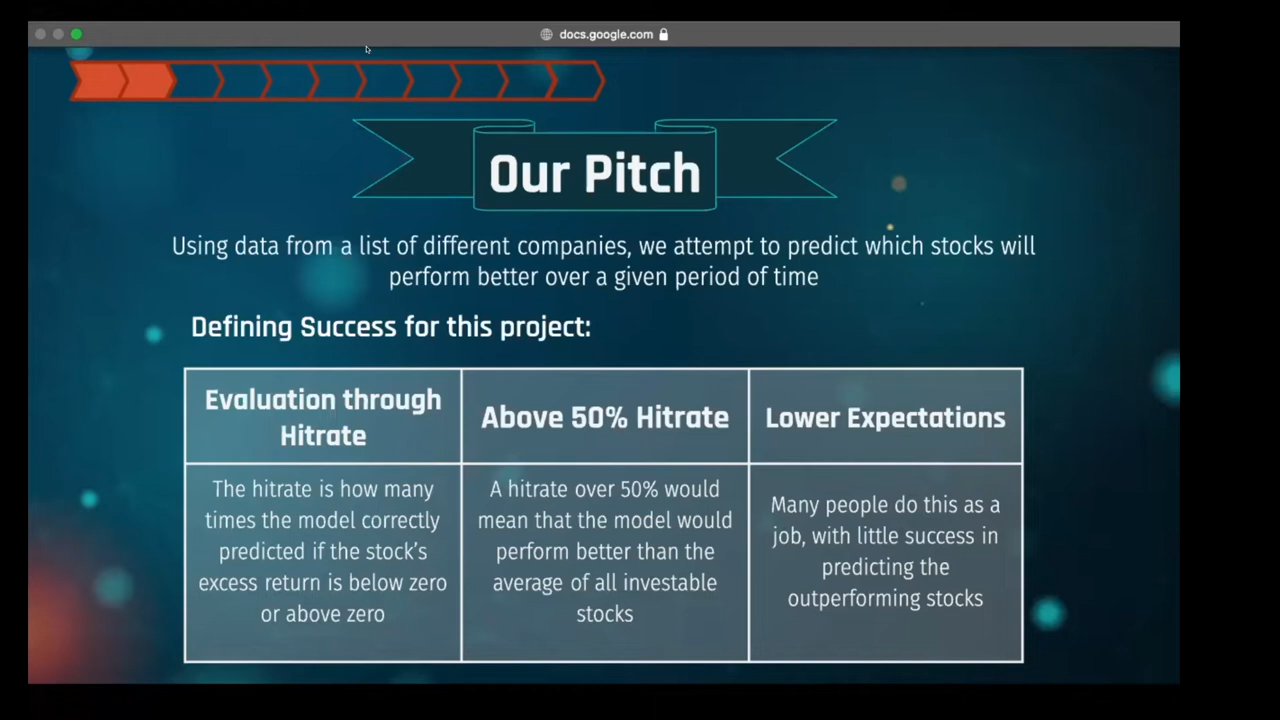 docs.google.com
Our Pitch
Using data from a list of different companies, we attempt to predict which stocks will
perform better over a given period of time
Defining Success for this project:
Evaluation through
Hitrate
The hitrate is how many
times the model correctly
predicted if the stock's
excess return is below zero
or above zero
Above 50% Hitrate
A hitrate over 50% would
mean that the model would
perform better than the
average of all investable
stocks
Lower Expectations
Many people do this as a
job, with little success in
predicting the
outperforming stocks